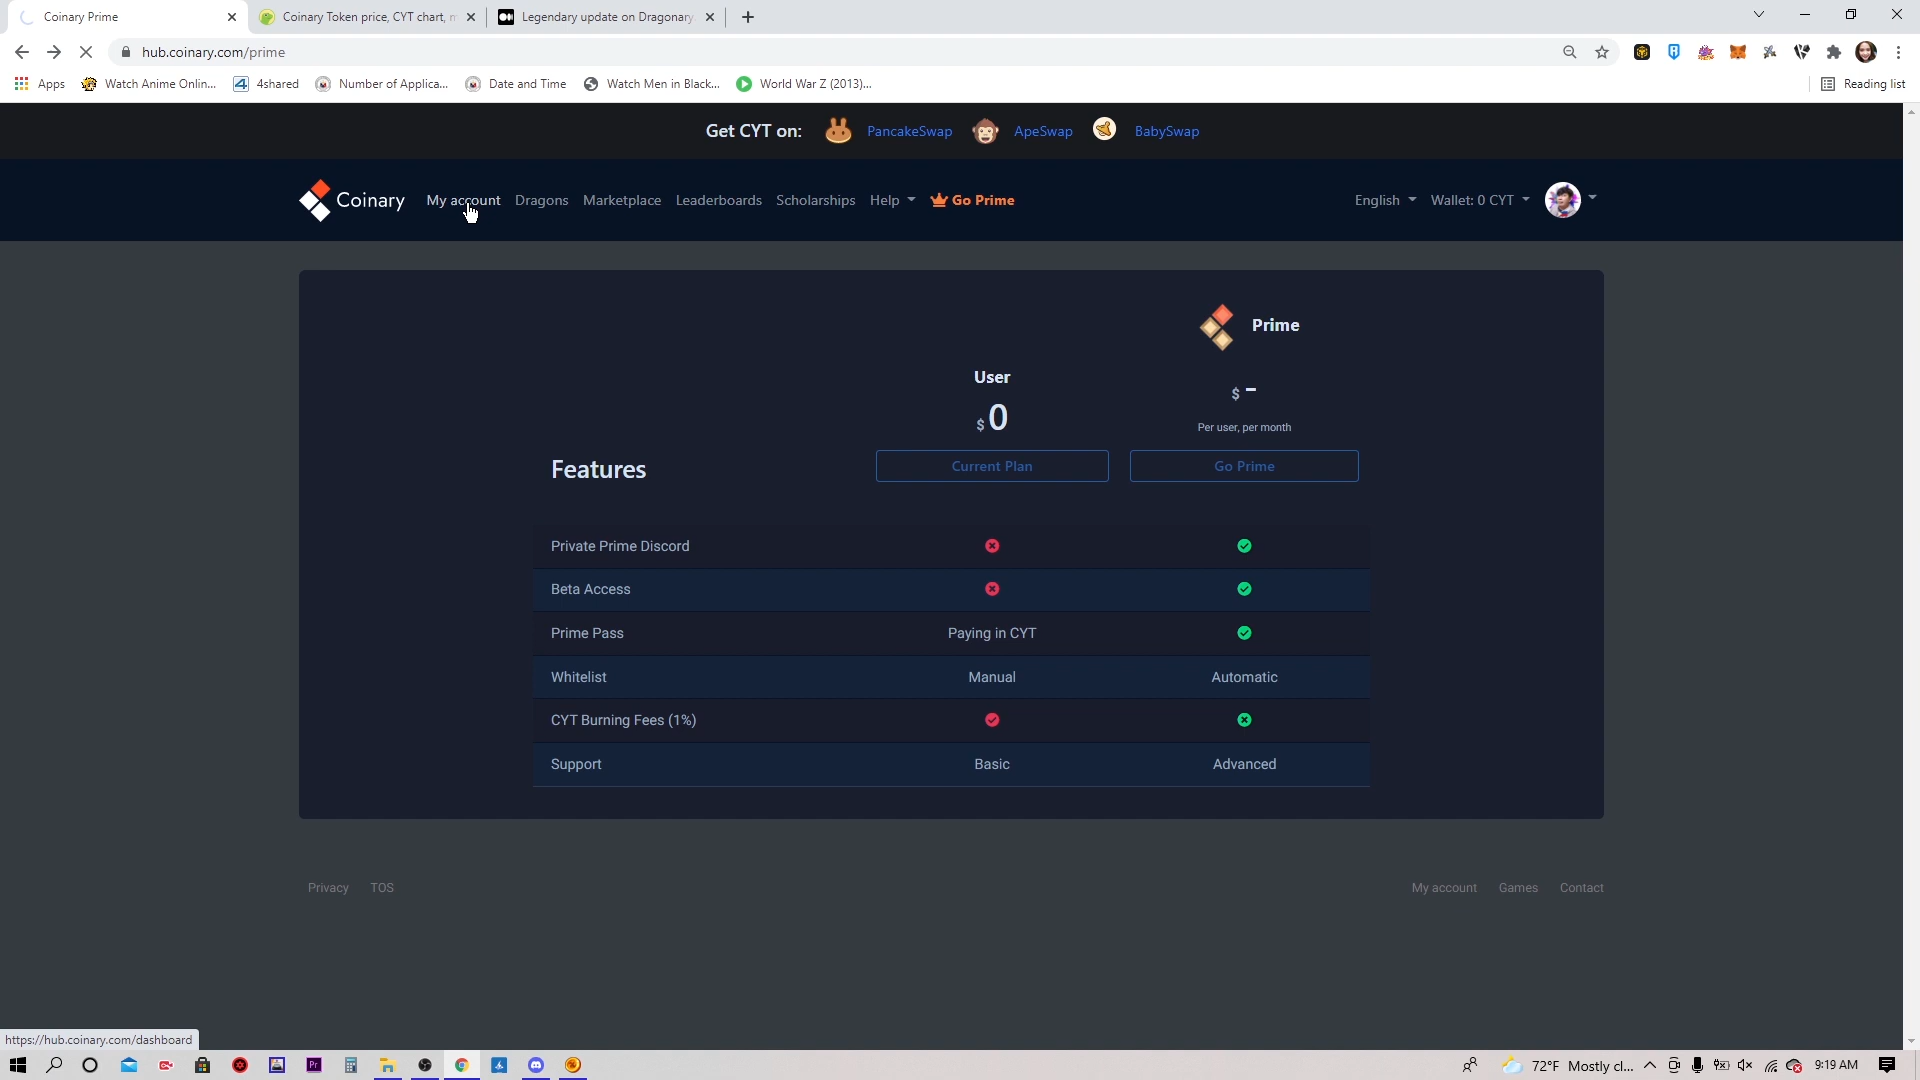 Coinary Prime
Coinary Token price, CYT chart, m
Legendary update on Dragonary
hub.coinary.com/prime
Apps
Watch Anime Onlin...
4shared
Number of Applica...
Date and Time
Watch Men in Black...
World War Z (2013)...
Reading list
Get CYT on:
PancakeSwap
ApeSwap
BabySwap
Coinary
My account
Dragons
Marketplace
Leaderboards
Scholarships
Help
Go Prime
English
Wallet: 0 CYT
Prime
User
$ 0
$ -
Per user, per month
Features
Current Plan
Go Prime
Private Prime Discord
Beta Access
Prime Pass
Paying in CYT
Whitelist
Manual
Automatic
CYT Burning Fees (1%)
Support
Basic
Advanced
Privacy
TOS
My account
Games
Contact
https://hub.coinary.com/dashboard
Pr
72°F Mostly cl...
9:19 AM